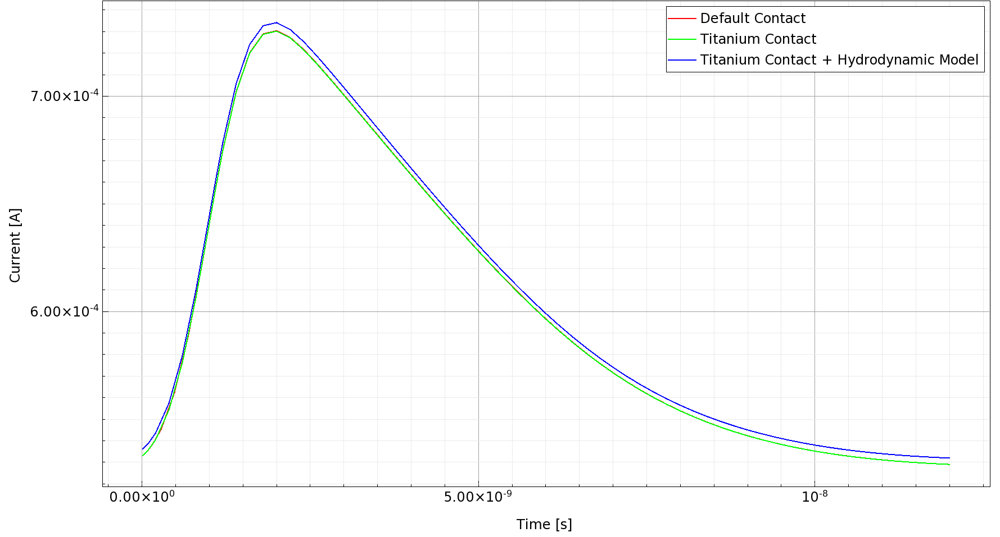 Default Contact
Titanium Contact
Titanium Contact + Hydrodynamic Model
7.00×10⁻⁴
6.00×10⁻⁴
Current [A]
0.00×10⁰ 5.00×10⁻⁹ 10⁻⁸
Time [s]